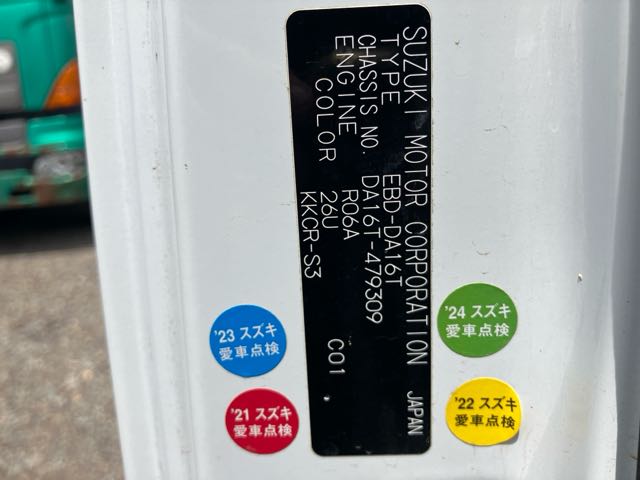 SUZUKI MOTOR CORPORATION JAPAN
TYPE EBD-DA16T
CHASSIS NO. DA16T-479309
ENGINE R06A
COLOR 26U C01
KKCR-S3
'23 スズキ
愛車点検
'21 スズキ
愛車点検
'24 スズキ
愛車点検
'22 スズキ
愛車点検